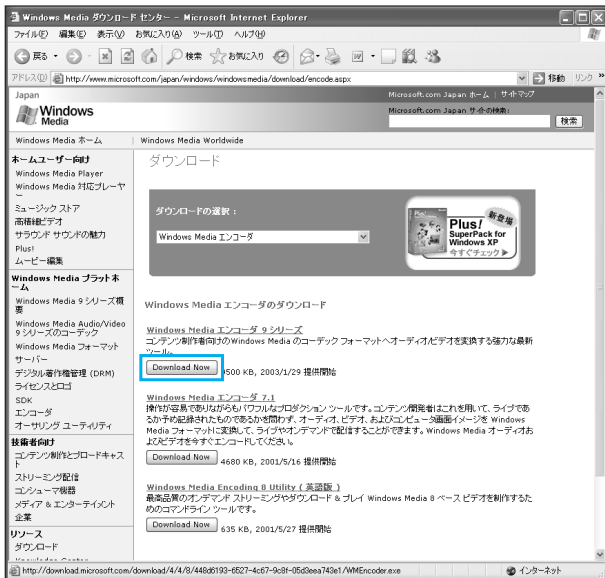 Windows Media ダウンロード センター - Microsoft Internet Explorer
ファイル(F) 編集(E) 表示(V) お気に入り(A) ツール(T) ヘルプ(H)
戻る 検索 お気に入り
アドレス(D) http://www.microsoft.com/japan/windows/windowsmedia/download/encode.aspx 移動 リンク »
Japan
Microsoft.com Japan ホーム | サイトマップ
Windows Media
Microsoft.com Japan サイトの検索:
検索
Windows Media ホーム | Windows Media Worldwide
ホームユーザー向け
Windows Media Player
Windows Media 対応プレーヤー
ミュージック ストア
高精細ビデオ
サラウンド サウンドの魅力
Plus!
ムービー編集
Windows Media プラットホーム
Windows Media 9 シリーズ概要
Windows Media Audio/Video 9 シリーズのコーデック
Windows Media フォーマット
サーバー
デジタル著作権管理 (DRM)
ライセンスとロゴ
SDK
エンコーダ
オーサリング ユーティリティ
技術者向け
コンテンツ制作とブロードキャスト
ストリーミング配信
コンシューマ機器
メディア & エンターテイメント
企業
リソース
ダウンロード
Knowledge Center
ダウンロード
ダウンロードの選択 :
Windows Media エンコーダ
Plus!
新登場
Plus!
SuperPack for
Windows XP
今すぐチェック
Windows Media エンコーダのダウンロード
Windows Media エンコーダ 9 シリーズ
コンテンツ制作者向けのWindows Media のコーデック フォーマットへオーディオ/ビデオを変換する強力な最新
ツール。
Download Now 9500 KB, 2003/1/29 提供開始
Windows Media エンコーダ 7.1
操作が容易でありながらもパワフルなプロダクション ツールです。コンテンツ開発者はこれを用いて、ライブであ
るか予め記録されたものであるかを問わず、オーディオ、ビデオ、およびコンピュータ画面イメージを Windows
Media フォーマットに変換して、ライブやオンデマンドで配信することができます。Windows Media オーディオお
よびビデオを今すぐエンコードしてください。
Download Now 4680 KB, 2001/5/16 提供開始
Windows Media Encoding 8 Utility ( 英語版 )
最高品質のオンデマンド ストリーミングやダウンロード & プレイ Windows Media 8 ベース ビデオを制作するた
めのコマンドライン ツールです。
Download Now 635 KB, 2001/5/27 提供開始
http://download.microsoft.com/download/4/4/8/448d6193-6527-4c67-9c8f-05d3eea743e1/WMEncoder.exe インターネット